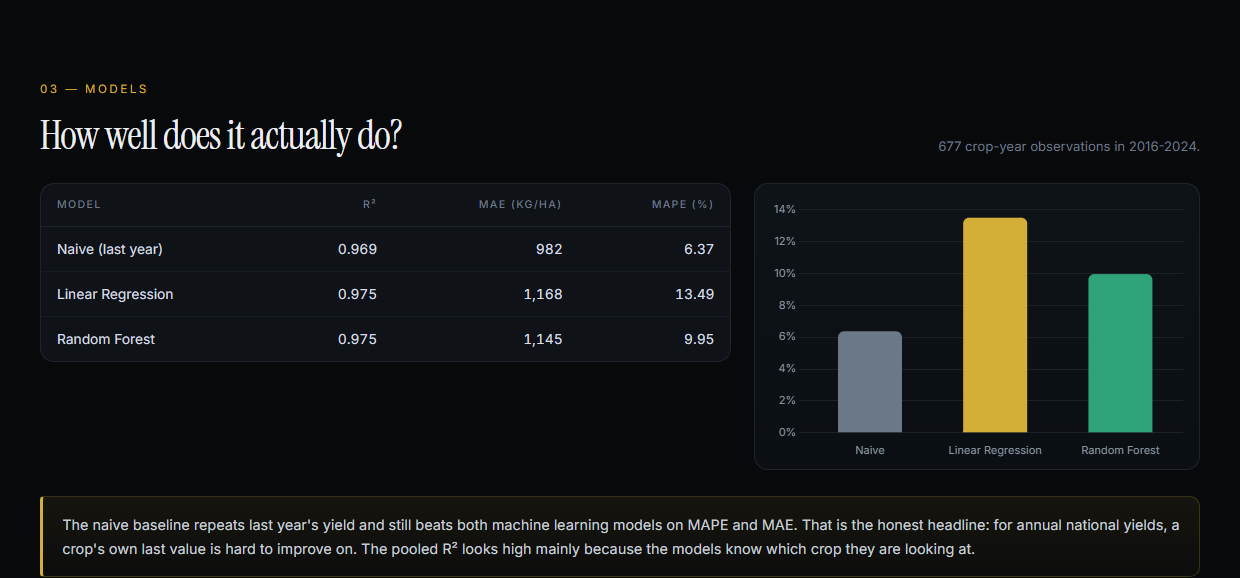 03 — MODELS
How well does it actually do?
677 crop-year observations in 2016-2024.
MODEL R² MAE (KG/HA) MAPE (%)
Naive (last year) 0.969 982 6.37
Linear Regression 0.975 1,168 13.49
Random Forest 0.975 1,145 9.95
14%
12%
10%
8%
6%
4%
2%
0%
Naive Linear Regression Random Forest
The naive baseline repeats last year's yield and still beats both machine learning models on MAPE and MAE. That is the honest headline: for annual national yields, a
crop's own last value is hard to improve on. The pooled R² looks high mainly because the models know which crop they are looking at.